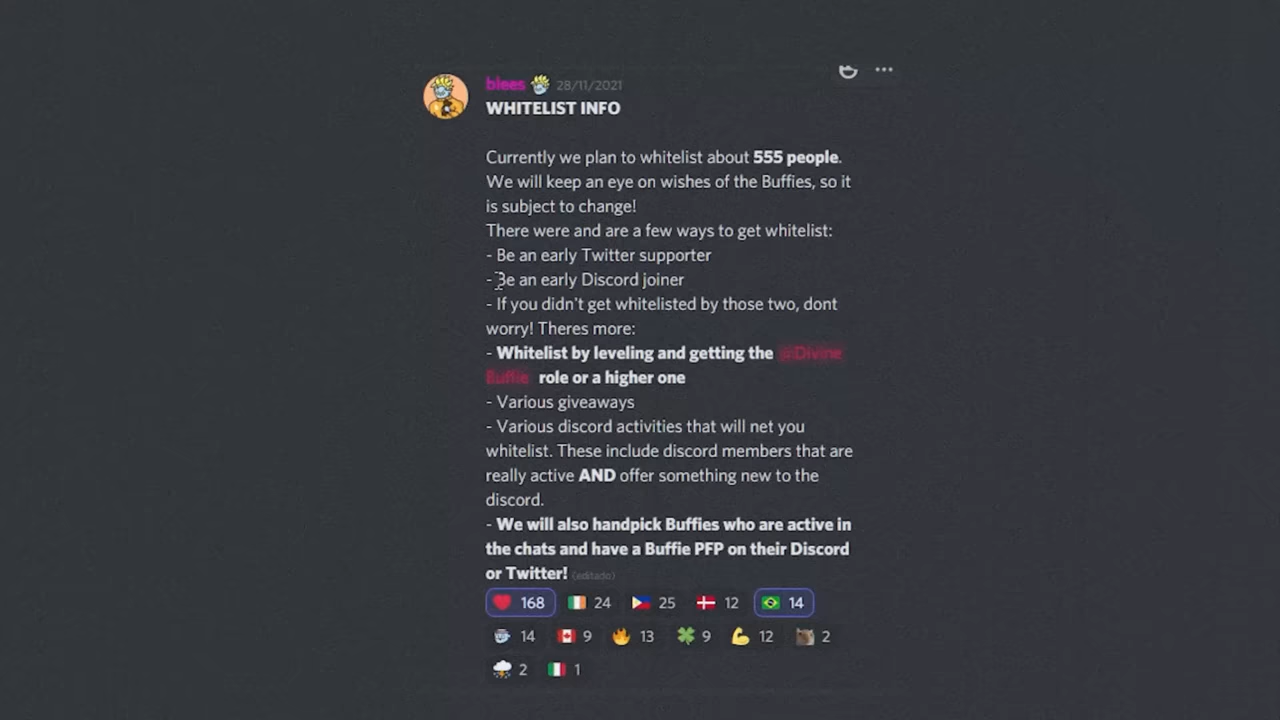 blees 28/11/2021
WHITELIST INFO
Currently we plan to whitelist about 555 people.
We will keep an eye on wishes of the Buffies, so it
is subject to change!
There were and are a few ways to get whitelist:
- Be an early Twitter supporter
- Be an early Discord joiner
- If you didn't get whitelisted by those two, dont
worry! Theres more:
- Whitelist by leveling and getting the @Divine
Buffie role or a higher one
- Various giveaways
- Various discord activities that will net you
whitelist. These include discord members that are
really active AND offer something new to the
discord.
- We will also handpick Buffies who are active in
the chats and have a Buffie PFP on their Discord
or Twitter! (editado)
168 24 25 12 14
14 9 13 9 12 2
2 1